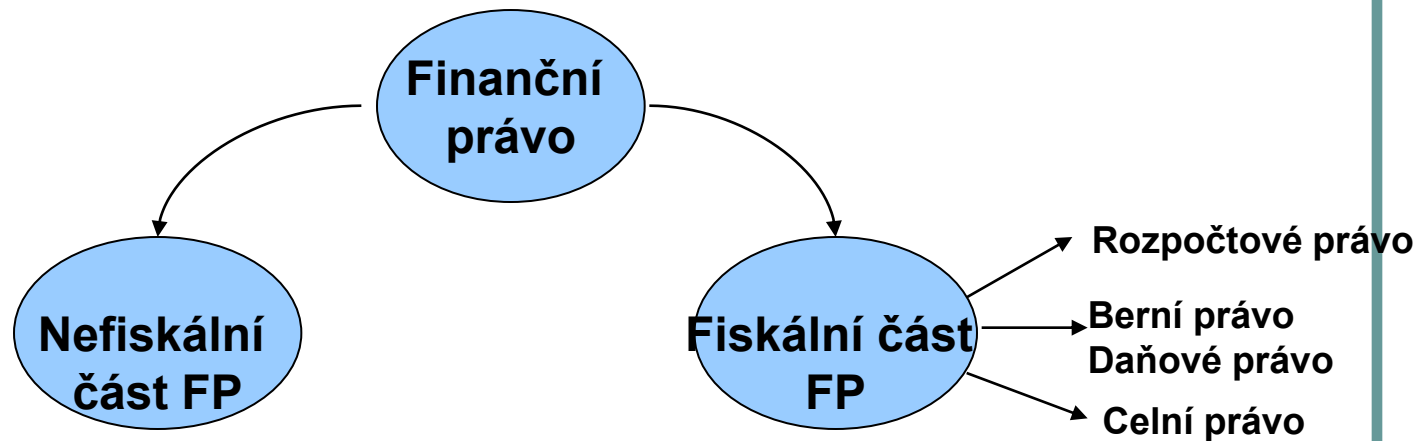 Finanční
právo
Nefiskální
část FP
Fiskální část
FP
Rozpočtové právo
Berní právo
Daňové právo
Celní právo